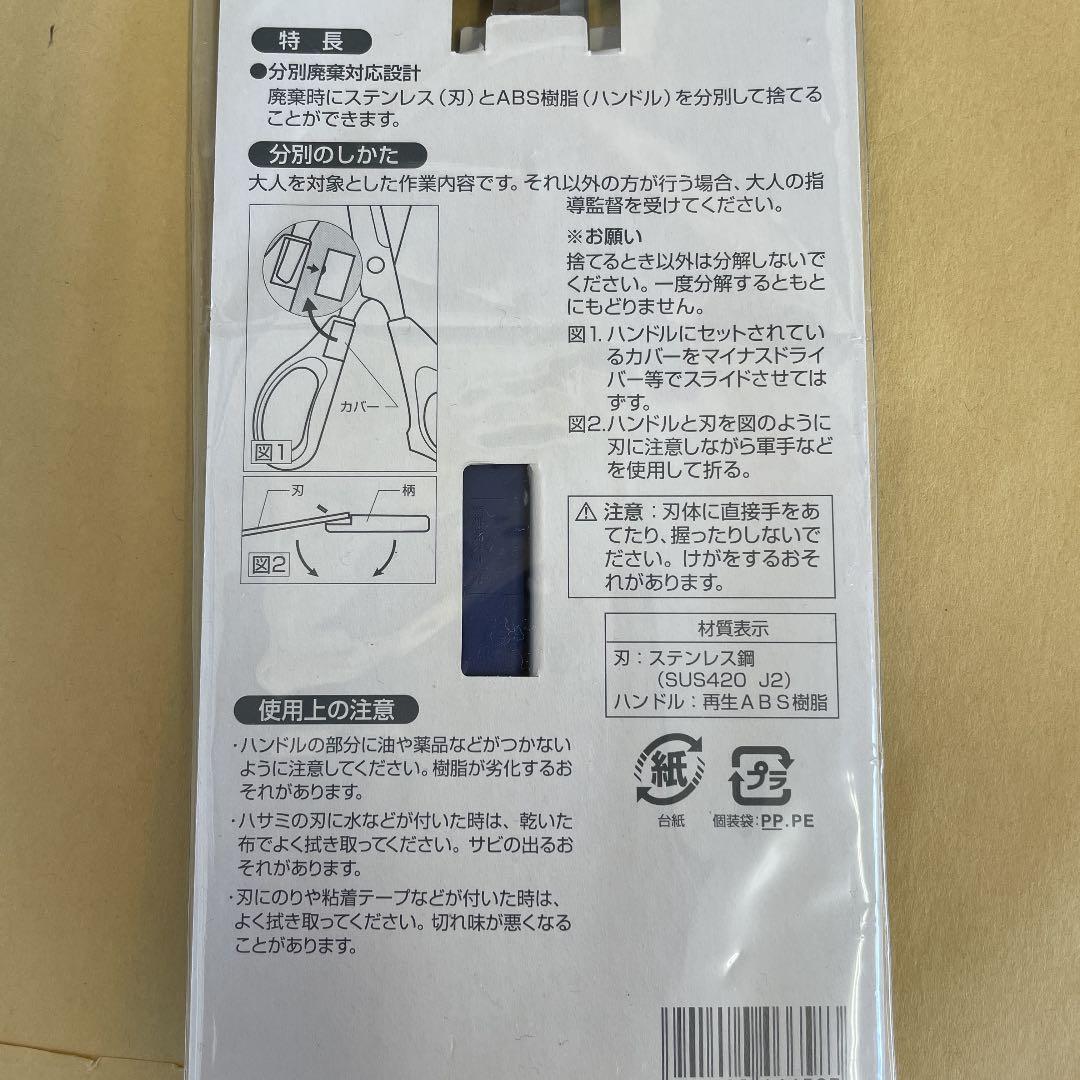 特 長
●分別廃棄対応設計
廃棄時にステンレス(刃)とABS樹脂(ハンドル)を分別して捨てる
ことができます。
分別のしかた
大人を対象とした作業内容です。それ以外の方が行う場合、大人の指
導監督を受けてください。
カバー
図1
刃
柄
図2
※お願い
捨てるとき以外は分解しないで
ください。一度分解するともと
にもどりません。
図1.ハンドルにセットされてい
るカバーをマイナスドライ
バー等でスライドさせては
ずす。
図2.ハンドルと刃を図のように
刃に注意しながら軍手など
を使用して折る。
⚠注意:刃体に直接手をあ
てたり、握ったりしないで
ださい。けがをするおそ
れがあります。
材質表示
刃:ステンレス鋼
(SUS420 J2)
ハンドル:再生ABS樹脂
使用上の注意
・ハンドルの部分に油や薬品などがつかない
ように注意してください。樹脂が劣化するお
それがあります。
・ハサミの刃に水などが付いた時は、乾いた
布でよく拭き取ってください。サビの出るお
それがあります。
・刃にのりや粘着テープなどが付いた時は、
よく拭き取ってください。切れ味が悪くなる
ことがあります。
紙
台紙
プラ
個装袋:PP.PE